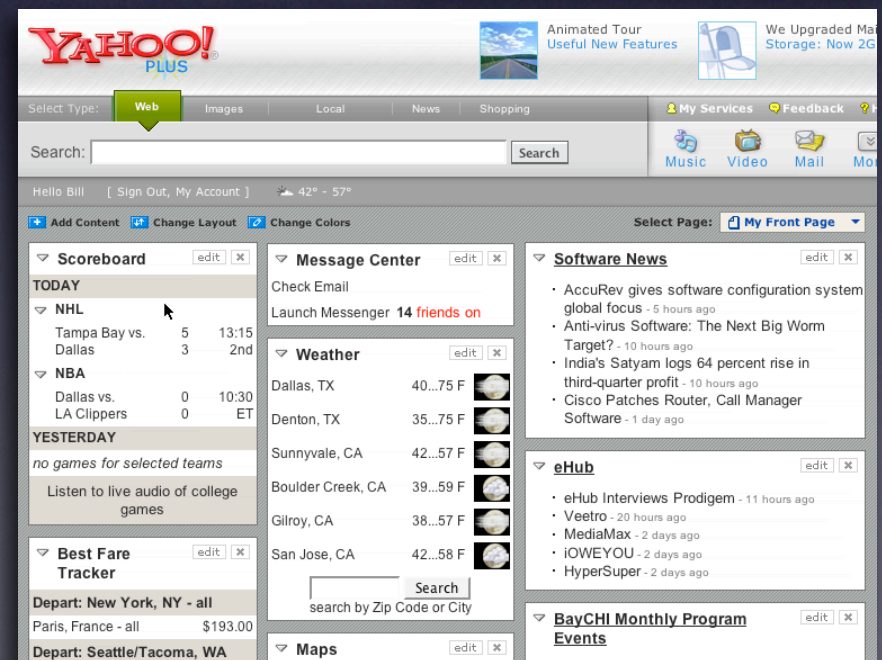 YAHOO!
PLUS
Animated Tour
Useful New Features
We Upgraded
Storage: Now
Select Type:
Web
Images
Local
News
Shopping
My Services
Feedback
Search:
Search
Music
Video
Mail
Hello Bill
[ Sign Out, My Account ]
42° - 57°
Add Content
Change Layout
Change Colors
Select Page:
My Front Page
Scoreboard
edit
TODAY
NHL
Tampa Bay vs. 5 13:15
Dallas 3 2nd
NBA
Dallas vs. 0 10:30
LA Clippers 0 ET
YESTERDAY
no games for selected teams
Listen to live audio of college
games
Best Fare
Tracker
edit
Depart: New York, NY - all
Paris, France - all $193.00
Depart: Seattle/Tacoma, WA
Message Center
edit
Check Email
Launch Messenger 14 friends on
Weather
edit
Dallas, TX 40...75 F
Denton, TX 35...75 F
Sunnyvale, CA 42...57 F
Boulder Creek, CA 39...59 F
Gilroy, CA 38...57 F
San Jose, CA 42...58 F
Search
search by Zip Code or City
Maps
edit
Software News
edit
· AccuRev gives software configuration system
global focus - 5 hours ago
· Anti-virus Software: The Next Big Worm
Target? - 10 hours ago
· India's Satyam logs 64 percent rise in
third-quarter profit - 10 hours ago
· Cisco Patches Router, Call Manager
Software - 1 day ago
eHub
edit
· eHub Interviews Prodigem - 11 hours ago
· Veetro - 20 hours ago
· MediaMax - 2 days ago
· iOWEYOU - 2 days ago
· HyperSuper - 2 days ago
BayCHI Monthly Program
Events
edit